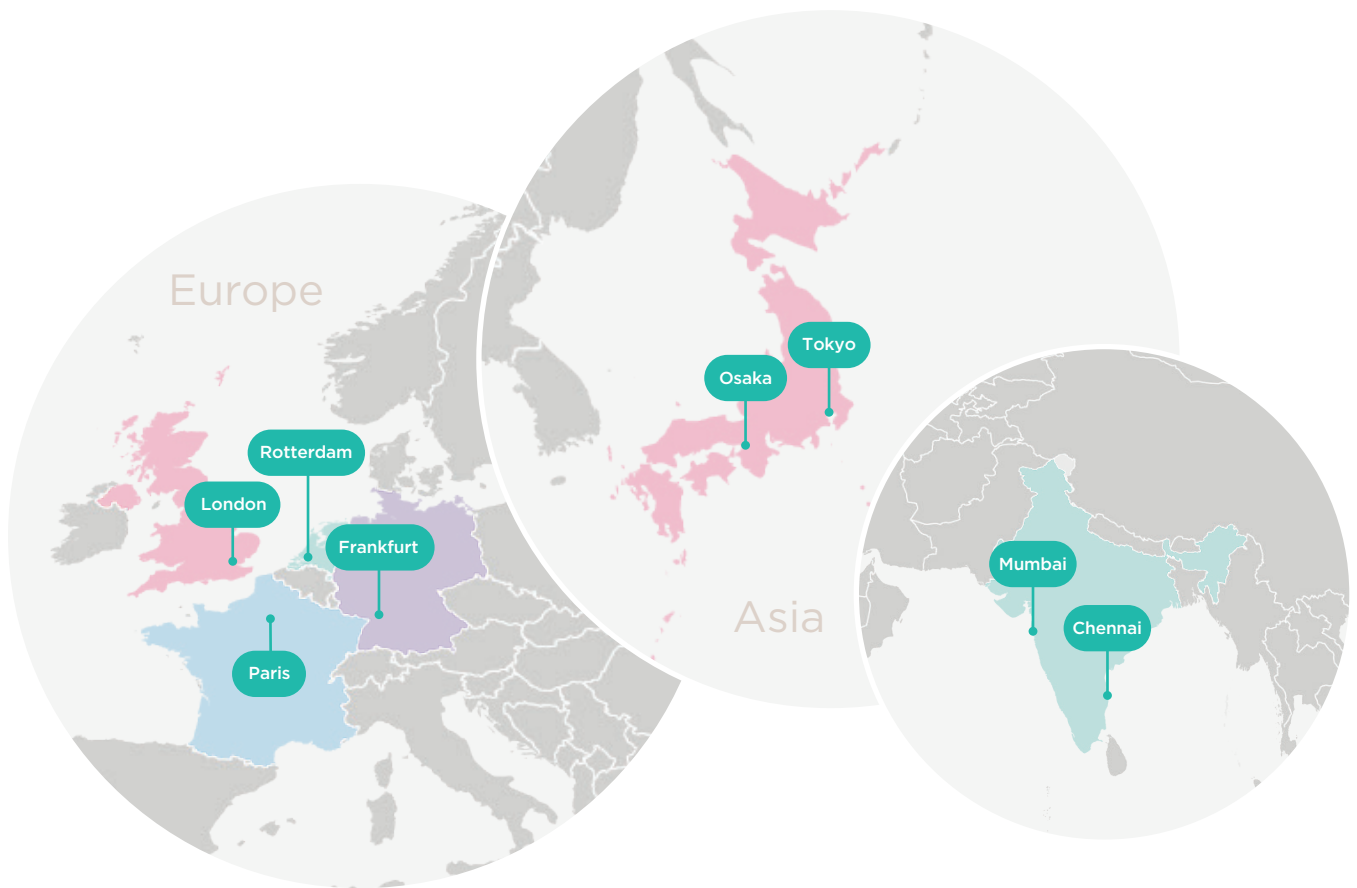 Europe
Rotterdam
London
Frankfurt
Paris
Tokyo
Osaka
Asia
Mumbai
Chennai